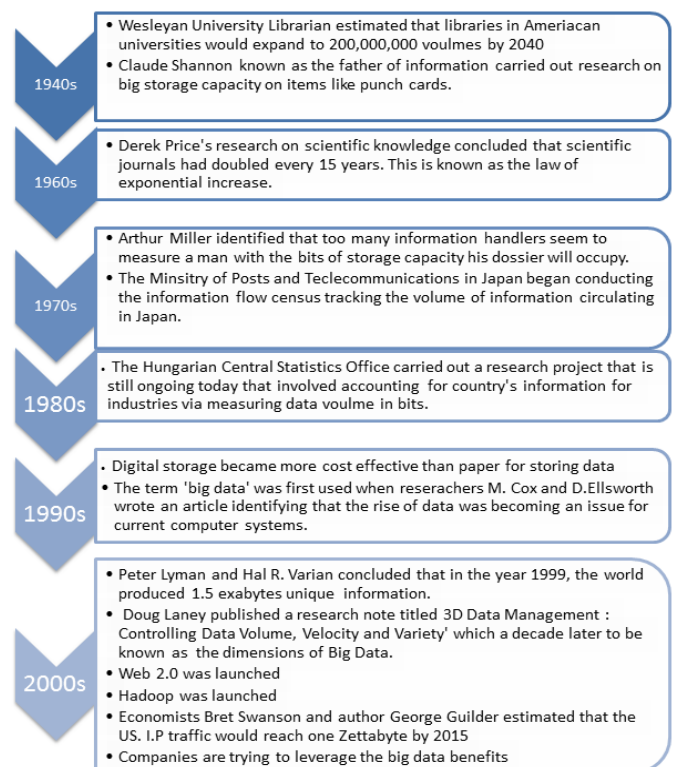 1940s
• Wesleyan University Librarian estimated that libraries in Ameriacan
universities would expand to 200,000,000 voulmes by 2040
• Claude Shannon known as the father of information carried out research on
big storage capacity on items like punch cards.
1960s
• Derek Price's research on scientific knowledge concluded that scientific
journals had doubled every 15 years. This is known as the law of
exponential increase.
1970s
• Arthur Miller identified that too many information handlers seem to
measure a man with the bits of storage capacity his dossier will occupy.
• The Minsitry of Posts and Teclecommunications in Japan began conducting
the information flow census tracking the volume of information circulating
in Japan.
1980s
. The Hungarian Central Statistics Office carried out a research project that is
still ongoing today that involved accounting for country's information for
industries via measuring data voulme in bits.
1990s
. Digital storage became more cost effective than paper for storing data
• The term 'big data' was first used when reserachers M. Cox and D.Ellsworth
wrote an article identifying that the rise of data was becoming an issue for
current computer systems.
2000s
• Peter Lyman and Hal R. Varian concluded that in the year 1999, the world
produced 1.5 exabytes unique information.
• Doug Laney published a research note titled 3D Data Management :
Controlling Data Volume, Velocity and Variety' which a decade later to be
known as the dimensions of Big Data.
• Web 2.0 was launched
• Hadoop was launched
• Economists Bret Swanson and author George Guilder estimated that the
US. I.P traffic would reach one Zettabyte by 2015
• Companies are trying to leverage the big data benefits